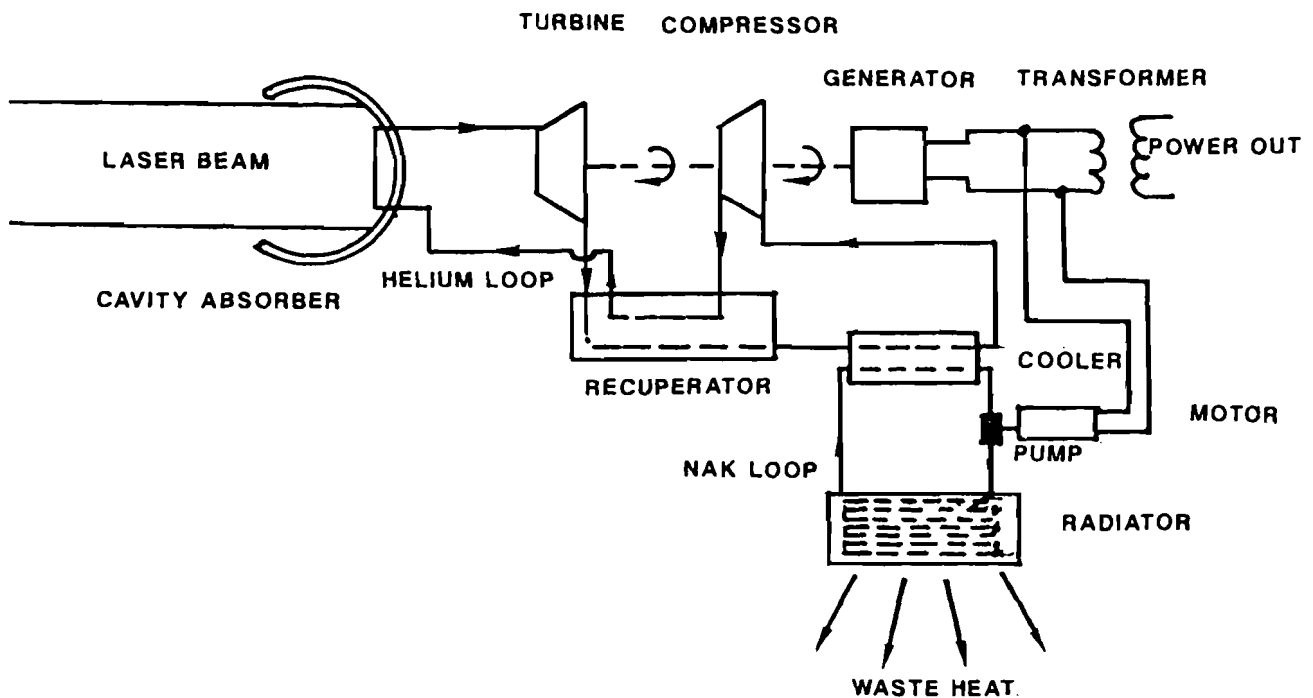 TURBINE COMPRESSOR
GENERATOR TRANSFORMER
LASER BEAM
POWER OUT
HELIUM LOOP
CAVITY ABSORBER
RECUPERATOR
COOLER
MOTOR
PUMP
NAK LOOP
RADIATOR
WASTE HEAT.